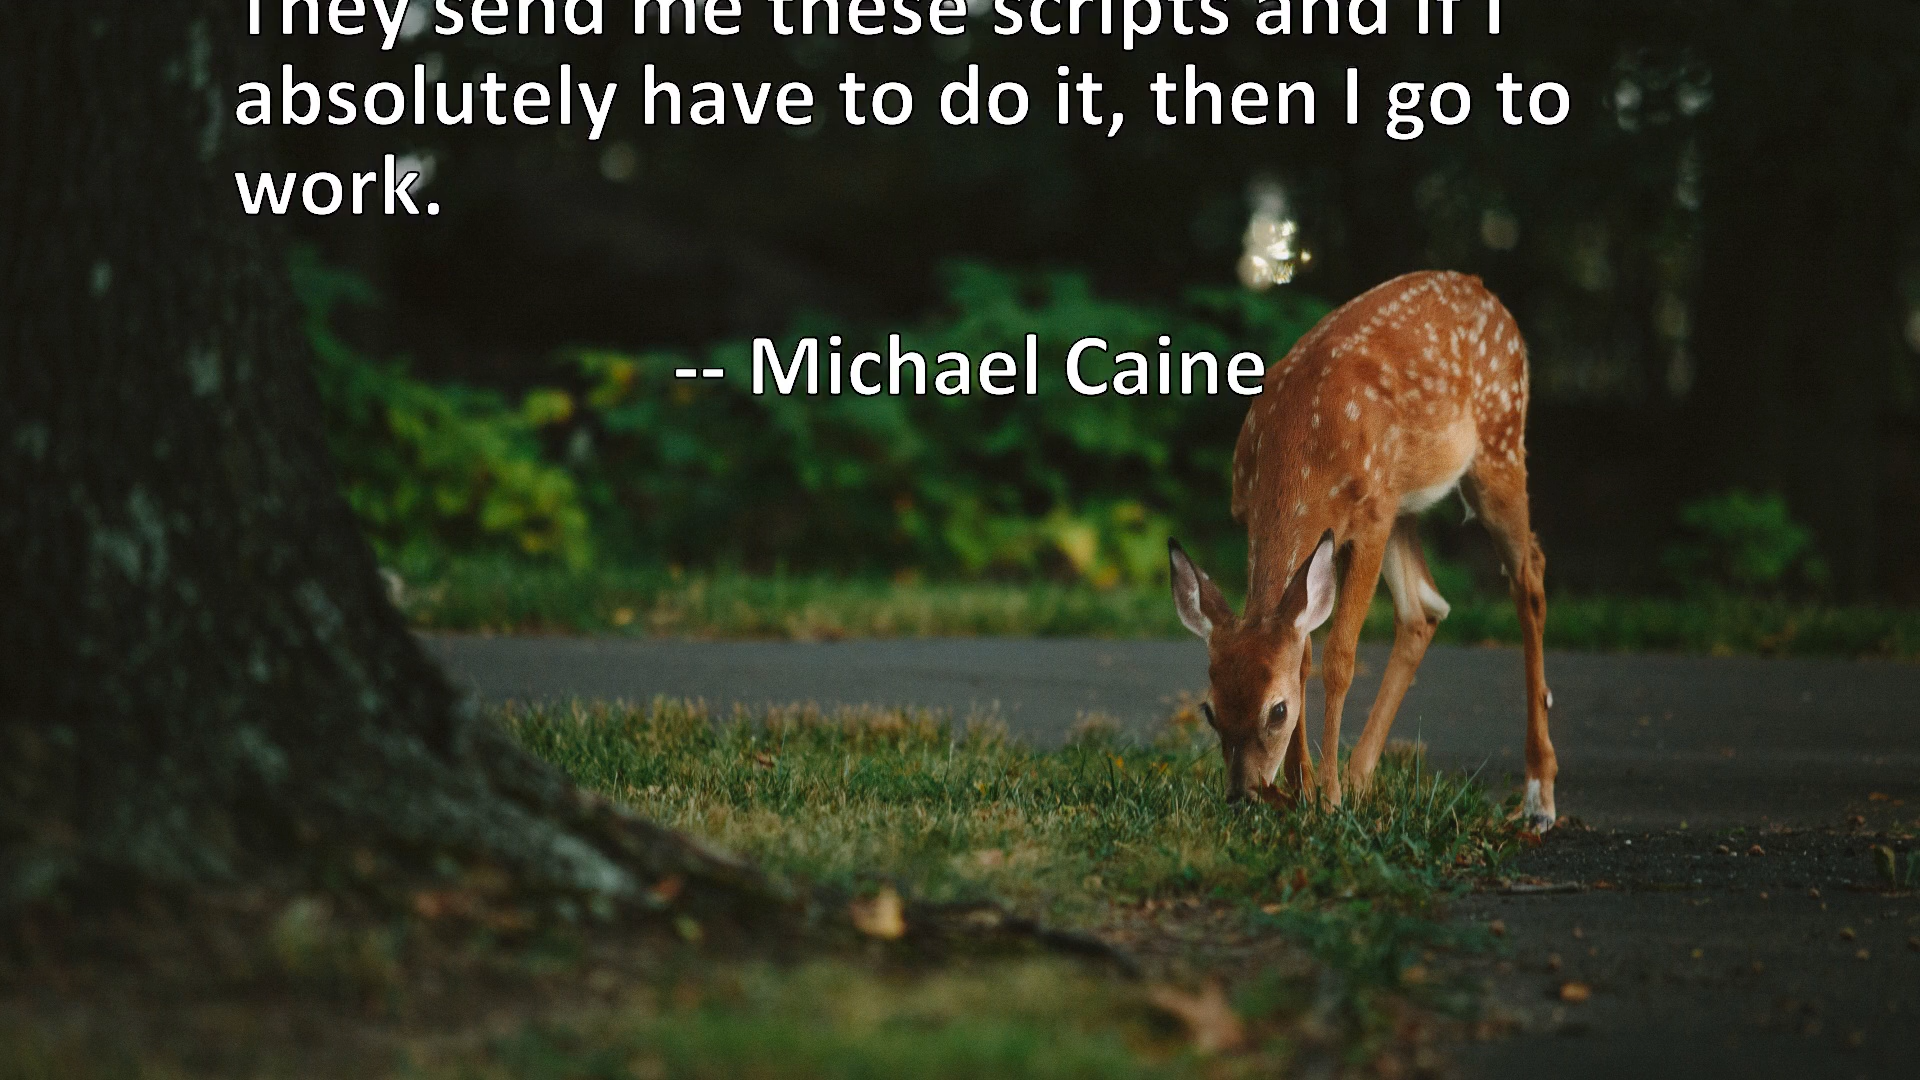 They send me these scripts and if I
absolutely have to do it, then I go to
work.
-- Michael Caine